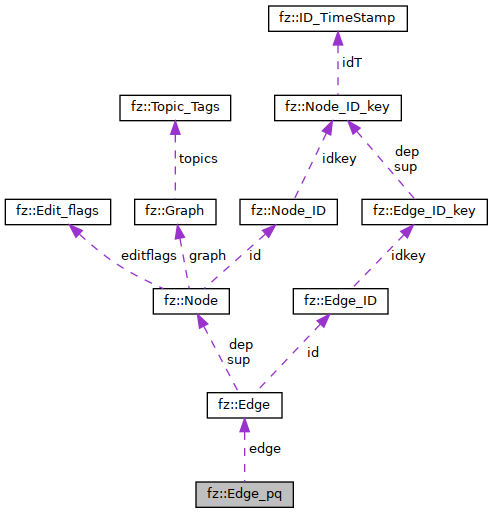 fz::ID_TimeStamp
idT
fz::Topic_Tags
fz::Node_ID_key
topics
idkey
dep
sup
fz::Edit_flags
fz::Graph
fz::Node_ID
fz::Edge_ID_key
editflags
graph
id
idkey
fz::Node
fz::Edge_ID
dep
sup
id
fz::Edge
edge
fz::Edge_pq